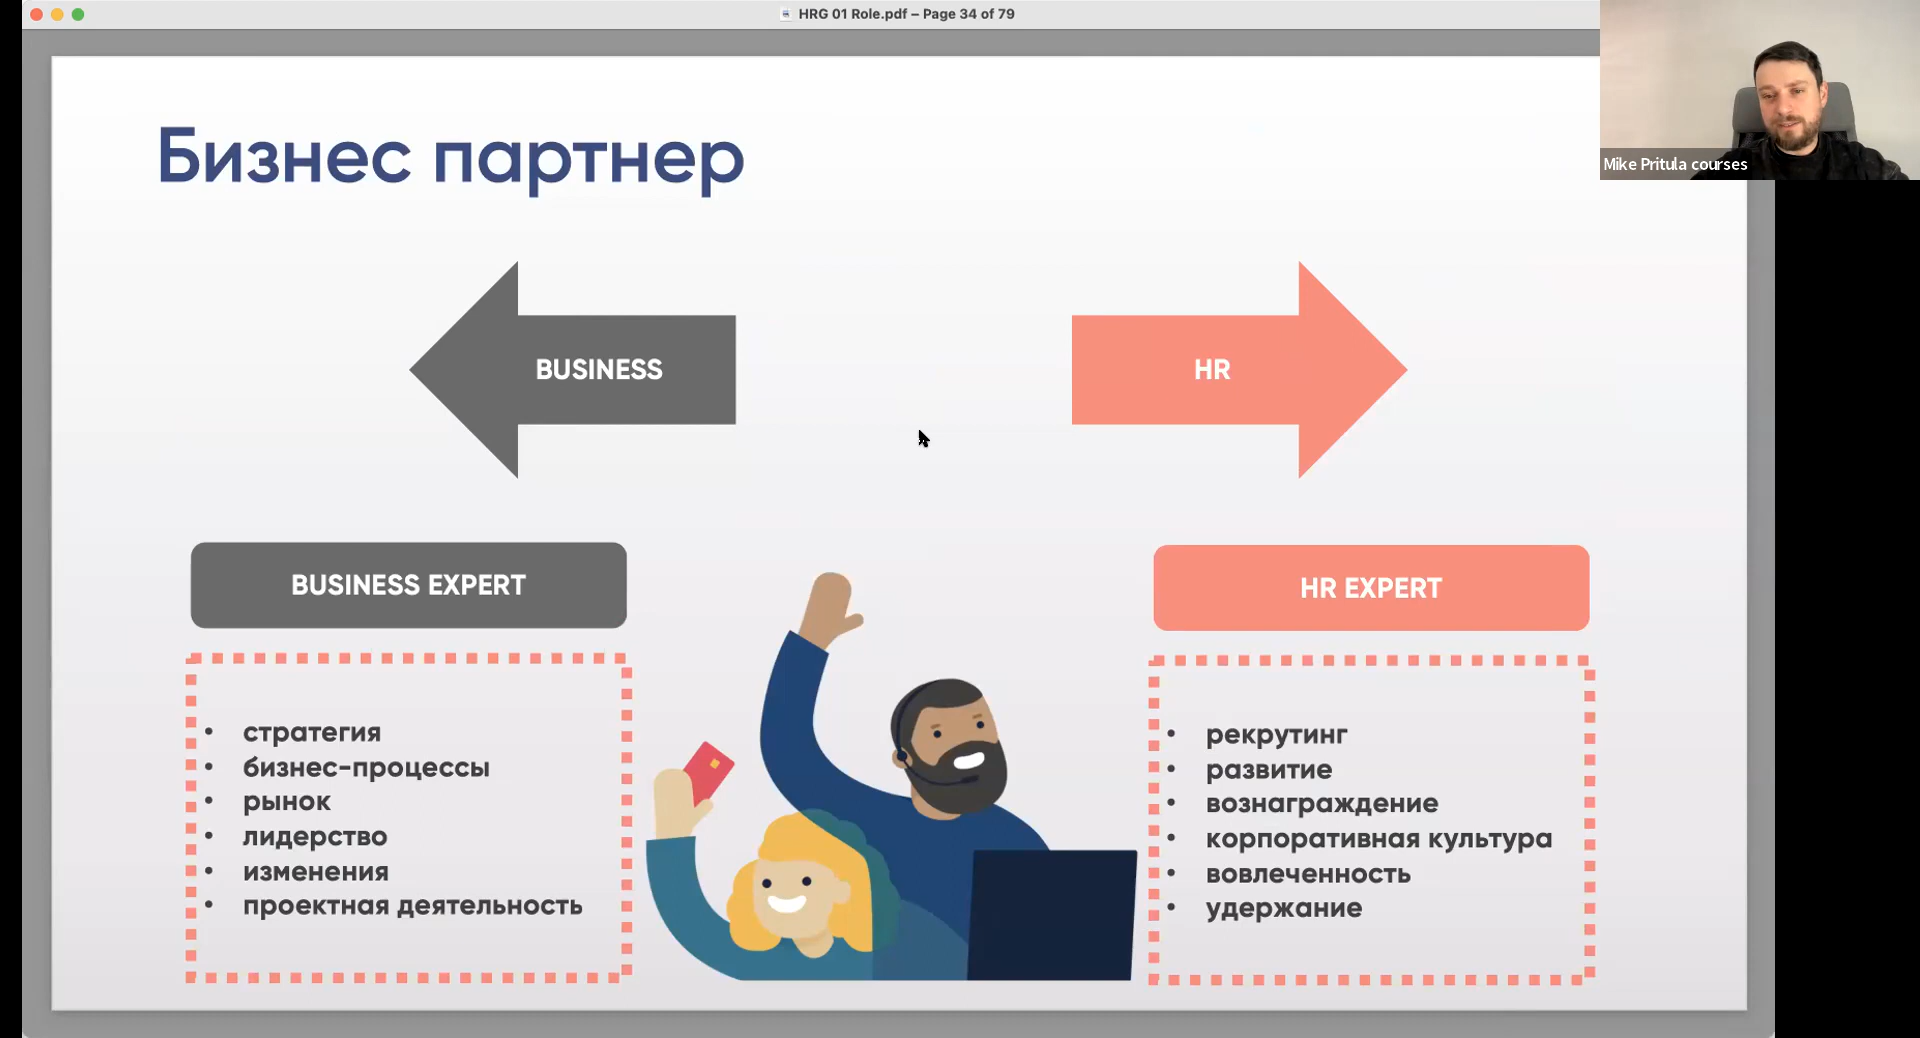 HRG 01 Role.pdf – Page 34 of 79
Mike Pritula courses
Бизнес партнер
BUSINESS
HR
BUSINESS EXPERT
• стратегия
• бизнес-процессы
• рынок
• лидерство
• изменения
• проектная деятельность
HR EXPERT
• рекрутинг
• развитие
• вознаграждение
• корпоративная культура
• вовлеченность
• удержание